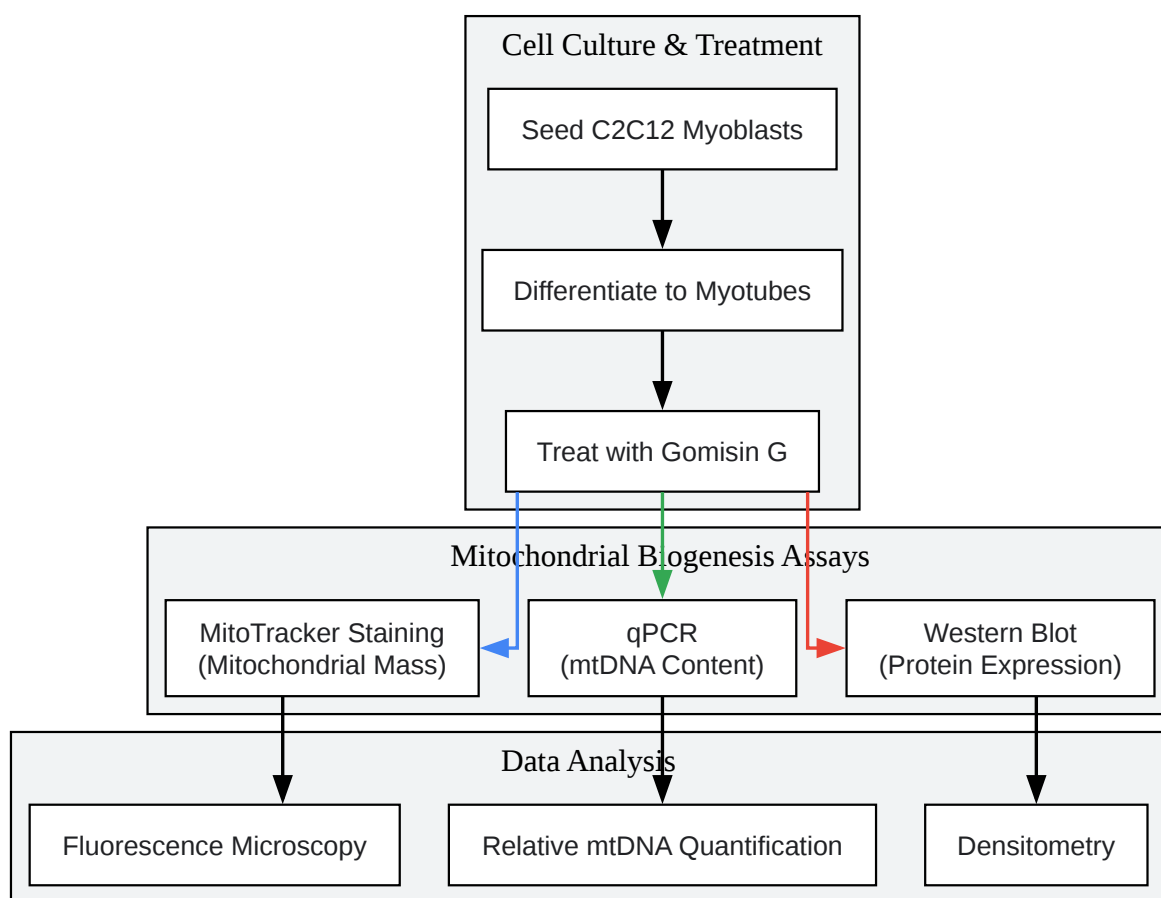 Cell Culture & Treatment
Seed C2C12 Myoblasts
Differentiate to Myotubes
Treat with Gomisin G
Mitochondrial Biogenesis Assays
MitoTracker Staining
(Mitochondrial Mass)
qPCR
(mtDNA Content)
Western Blot
(Protein Expression)
Data Analysis
Fluorescence Microscopy
Relative mtDNA Quantification
Densitometry